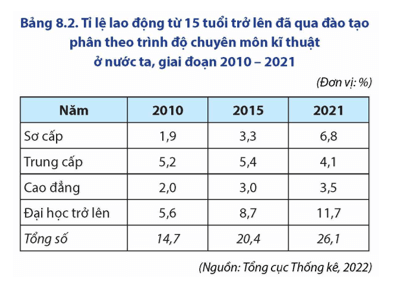 Bảng 8.2. Tỉ lệ lao động từ 15 tuổi trở lên đã qua đào tạo
phân theo trình độ chuyên môn kĩ thuật
ở nước ta, giai đoạn 2010 – 2021
(Đơn vị: %)
Năm 2010 2015 2021
Sơ cấp 1,9 3,3 6,8
Trung cấp 5,2 5,4 4,1
Cao đẳng 2,0 3,0 3,5
Đại học trở lên 5,6 8,7 11,7
Tổng số 14,7 20,4 26,1
(Nguồn: Tổng cục Thống kê, 2022)